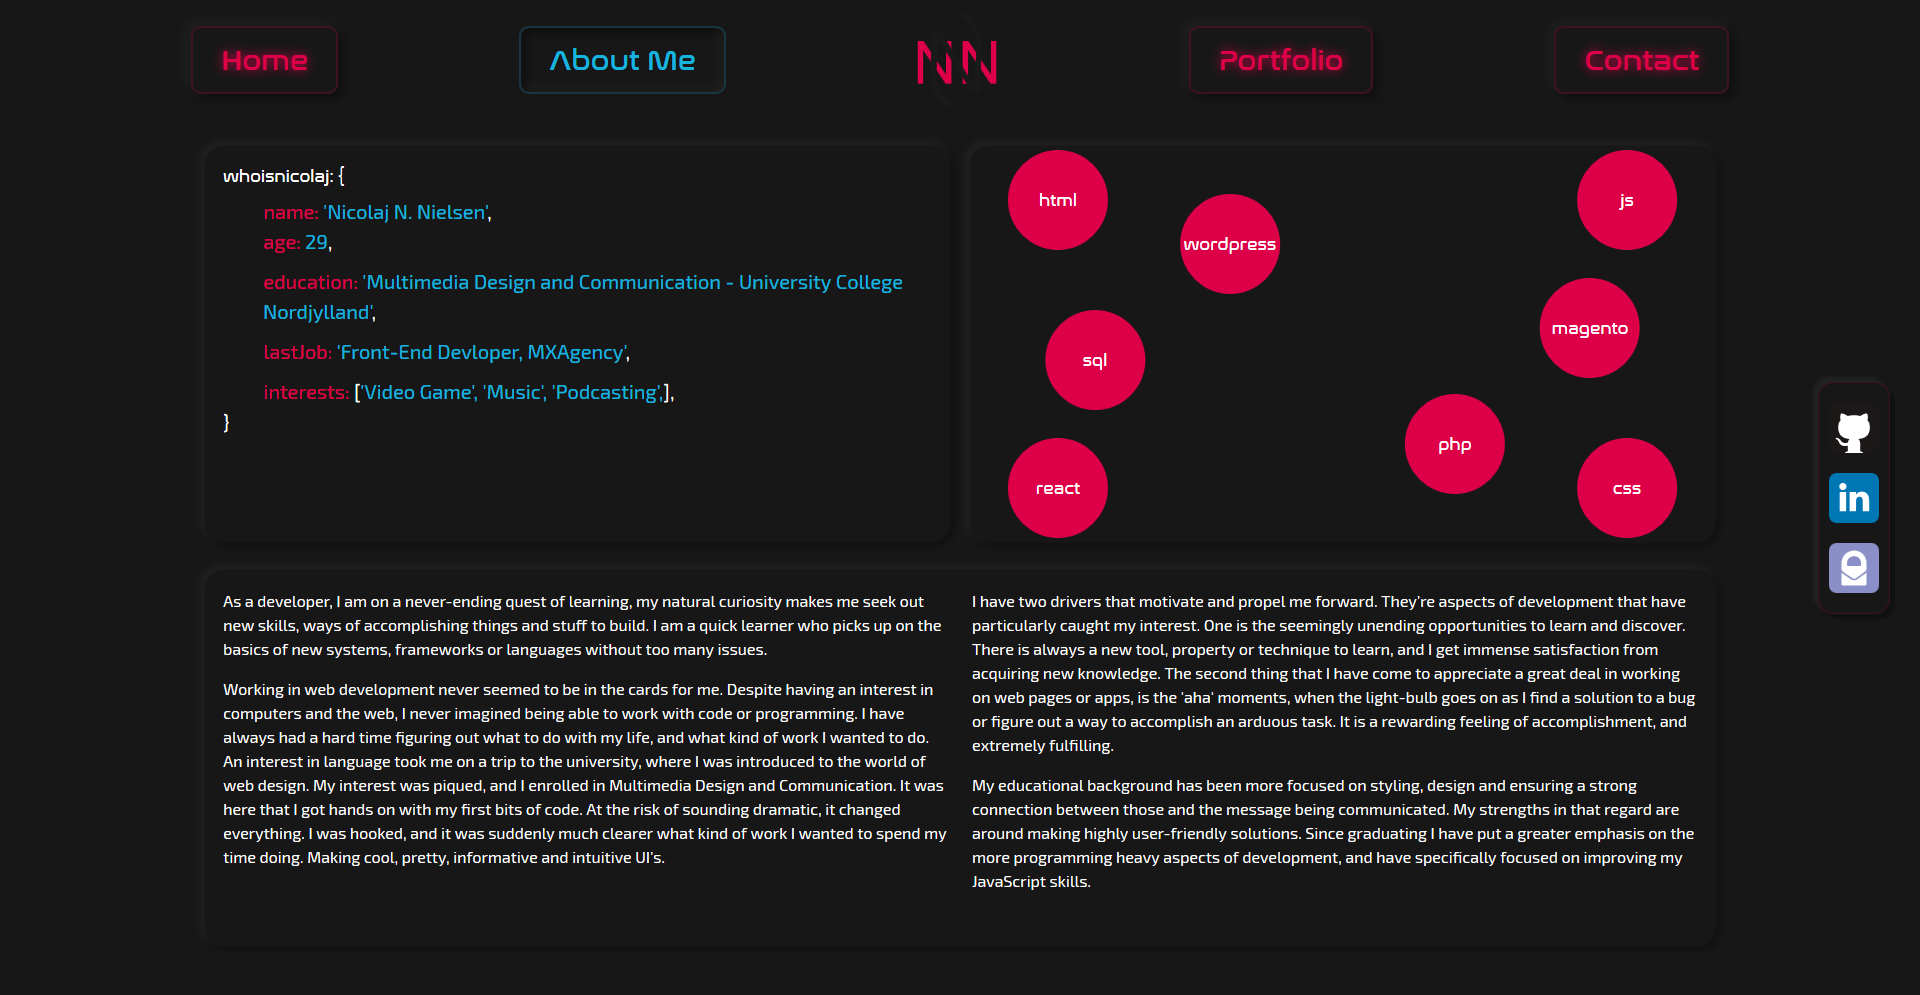 Home
About Me
NN
Portfolio
Contact
whoisnicolaj: {
name: 'Nicolaj N. Nielsen',
age: 29,
education: 'Multimedia Design and Communication - University College
Nordjylland',
lastJob: 'Front-End Devloper, MXAgency',
interests: ['Video Game', 'Music', 'Podcasting',],
}
html
js
wordpress
magento
sql
php
react
css
in
As a developer, I am on a never-ending quest of learning, my natural curiosity makes me seek out
new skills, ways of accomplishing things and stuff to build. I am a quick learner who picks up on the
basics of new systems, frameworks or languages without too many issues.
Working in web development never seemed to be in the cards for me. Despite having an interest in
computers and the web, I never imagined being able to work with code or programming. I have
always had a hard time figuring out what to do with my life, and what kind of work I wanted to do.
An interest in language took me on a trip to the university, where I was introduced to the world of
web design. My interest was piqued, and I enrolled in Multimedia Design and Communication. It was
here that I got hands on with my first bits of code. At the risk of sounding dramatic, it changed
everything. I was hooked, and it was suddenly much clearer what kind of work I wanted to spend my
time doing. Making cool, pretty, informative and intuitive UI's.
I have two drivers that motivate and propel me forward. They're aspects of development that have
particularly caught my interest. One is the seemingly unending opportunities to learn and discover.
There is always a new tool, property or technique to learn, and I get immense satisfaction from
acquiring new knowledge. The second thing that I have come to appreciate a great deal in working
on web pages or apps, is the 'aha' moments, when the light-bulb goes on as I find a solution to a bug
or figure out a way to accomplish an arduous task. It is a rewarding feeling of accomplishment, and
extremely fulfilling.
My educational background has been more focused on styling, design and ensuring a strong
connection between those and the message being communicated. My strengths in that regard are
around making highly user-friendly solutions. Since graduating I have put a greater emphasis on the
more programming heavy aspects of development, and have specifically focused on improving my
JavaScript skills.